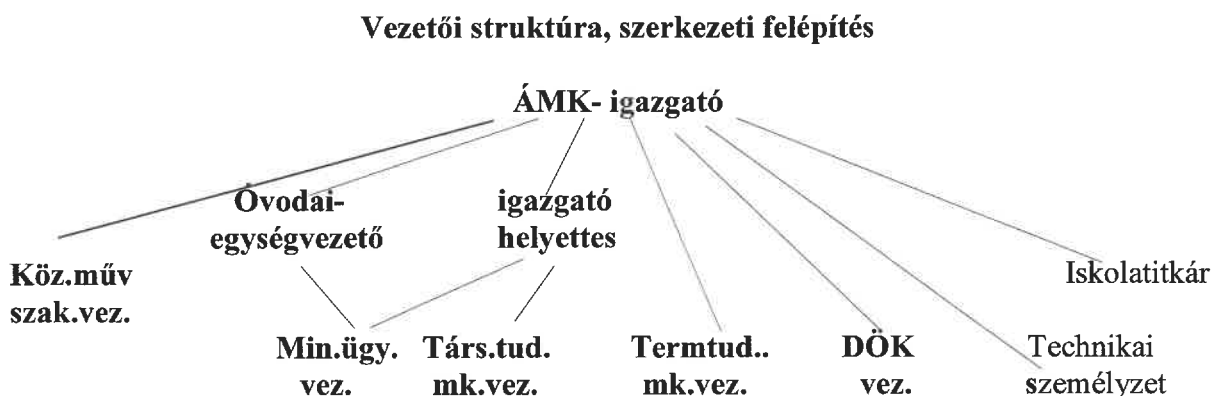 Vezetői struktúra, szerkezeti felépítés
ÁMK- igazgató
Óvodai-
egységvezető
igazgató
helyettes
Köz.műv
szak.vez.
Iskolatitkár
Min.ügy.
vez.
Társ.tud.
mk.vez.
Termtud..
mk.vez.
DÖK
vez.
Technikai
személyzet